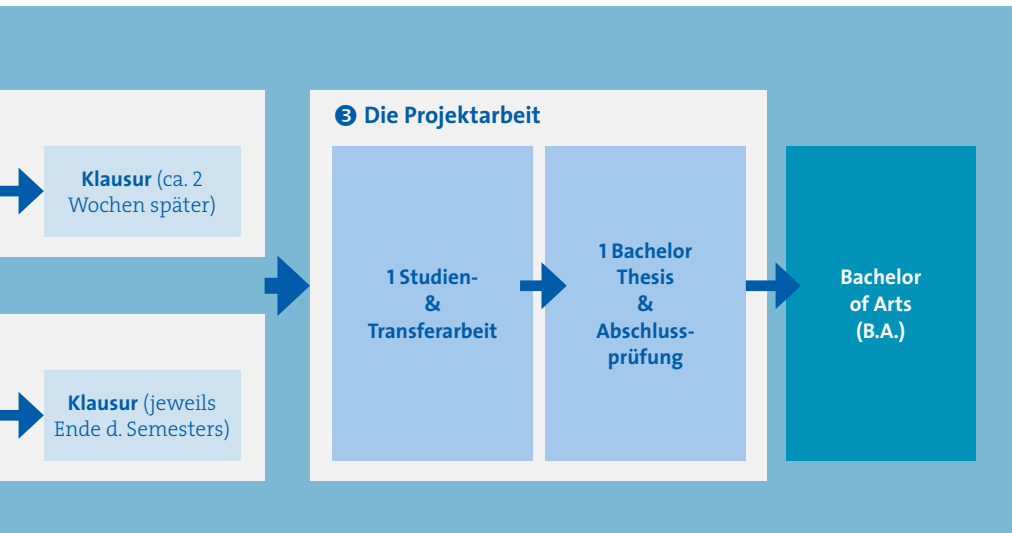 Klausur (ca. 2
Wochen später)
Klausur (jeweils
Ende d. Semesters)
❸ Die Projektarbeit
1 Studien-
&
Transferarbeit
1 Bachelor
Thesis
&
Abschluss-
prüfung
Bachelor
of Arts
(B.A.)